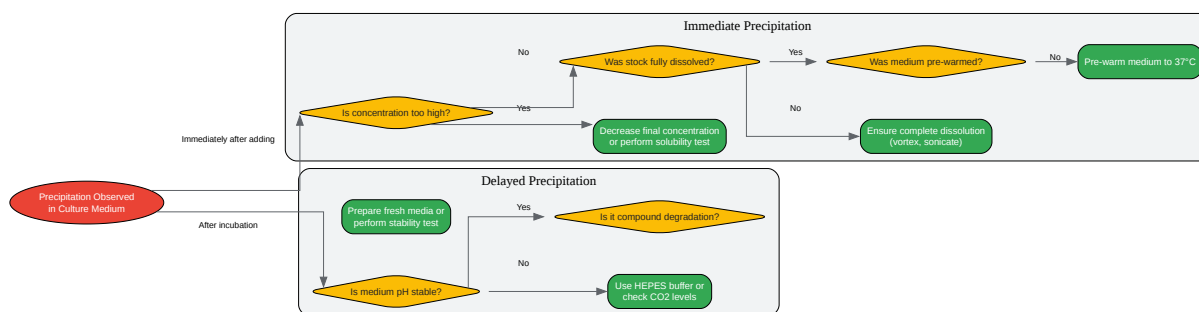 Immediate Precipitation
No
Was stock fully dissolved?
Yes
Was medium pre-warmed?
No
Pre-warm medium to 37°C
Is concentration too high?
Yes
Decrease final concentration
or perform solubility test
No
Ensure complete dissolution
(vortex, sonicate)
Immediately after adding
Precipitation Observed
in Culture Medium
After incubation
Delayed Precipitation
Prepare fresh media or
perform stability test
Yes
Is it compound degradation?
No
Is medium pH stable?
Use HEPES buffer or
check CO2 levels